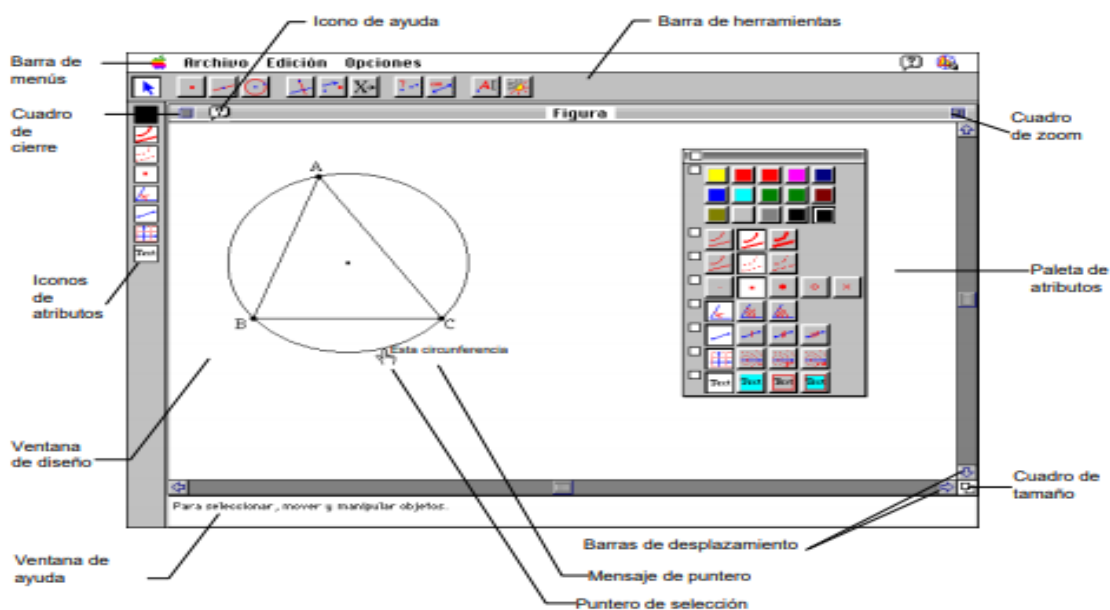 Icono de ayuda
Barra de herramientas
Barra de
menús
Archivo Edición Opciones
?
X
A
Cuadro
de
cierre
?
Figura
Cuadro
de zoom
A
B
C
Esta circunferencia
Text
Text Text Text Text
Iconos
de
atributos
Paleta de
atributos
Ventana
de diseño
Para seleccionar, mover y manipular objetos.
Cuadro de
tamaño
Barras de desplazamiento
Ventana de
ayuda
Mensaje de puntero
Puntero de selección